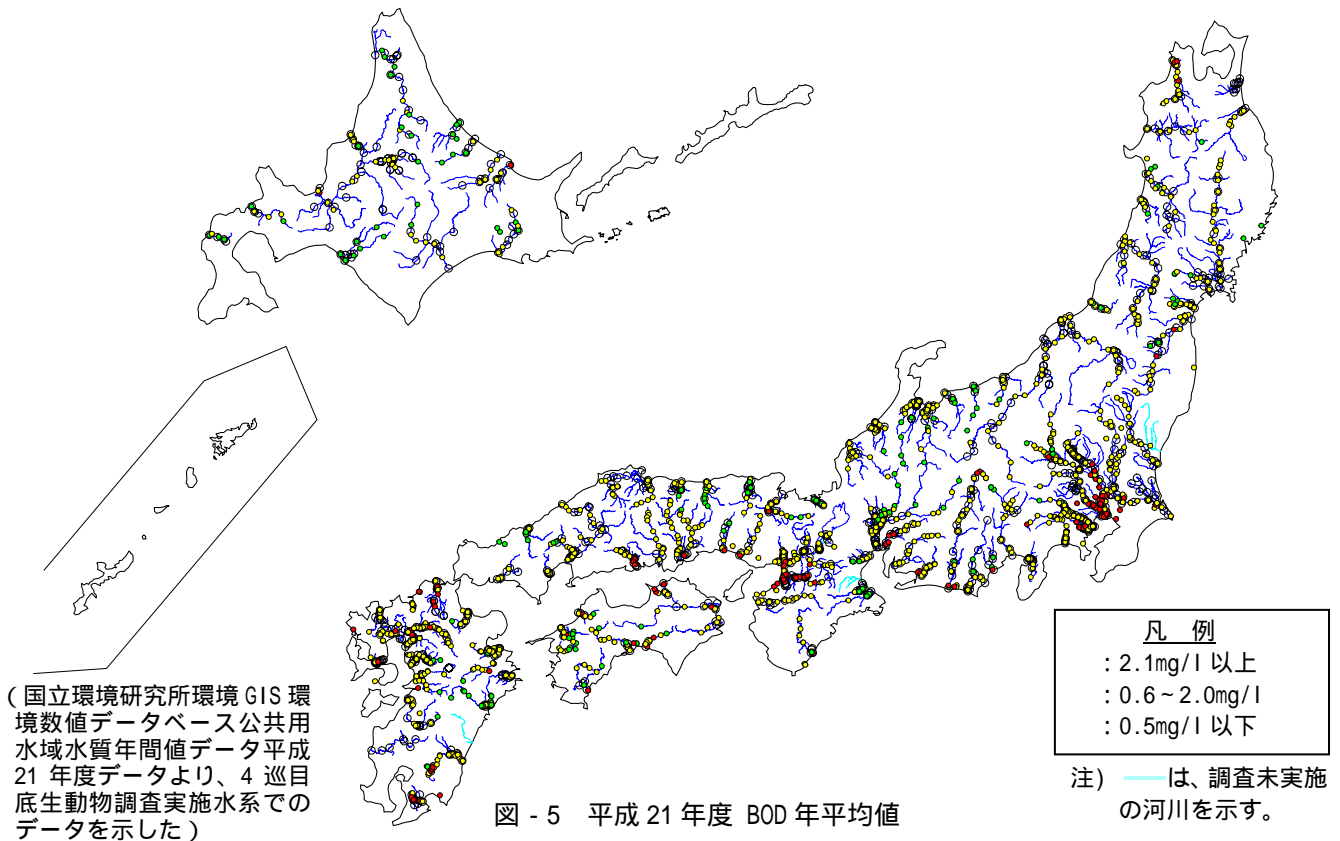 (国立環境研究所環境 GIS 環
境数値データベース公共用
水域水質年間値データ平成
21 年度データより、4 巡目
底生動物調査実施水系での
データを示した)
図 - 5 平成 21 年度 BOD 年平均値
凡 例
: 2.1mg/l 以上
: 0.6~2.0mg/l
: 0.5mg/l 以下
注) は、調査未実施
の河川を示す。